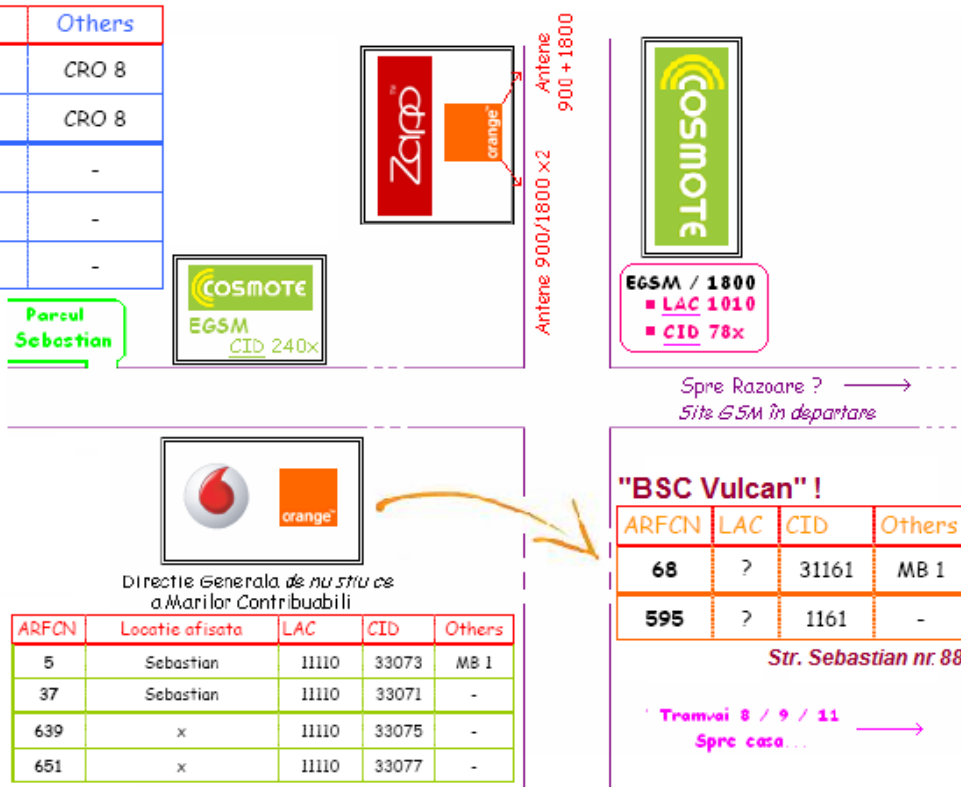 Others
CRO 8
CRO 8
-
-
-
Parcul
Sebastian
COSMOTE
EGSM
CID 240x
Zapp™
orange™
Antene
900 + 1800
Antene 900/1800 x2
COSMOTE
EGSM / 1800
LAC 1010
CID 78x
Spre Razoare ?
Site GSM în departare
orange™
Directie Generala de nu stiu ce
a Marilor Contribuabili
ARFCN Locatie afisata LAC CID Others
5 Sebastian 11110 33073 MB 1
37 Sebastian 11110 33071 -
639 x 11110 33075 -
651 x 11110 33077 -
"BSC Vulcan" !
ARFCN LAC CID Others
68 ? 31161 MB 1
595 ? 1161 -
Str. Sebastian nr. 88
Tramvai 8 / 9 / 11
Spre casa...